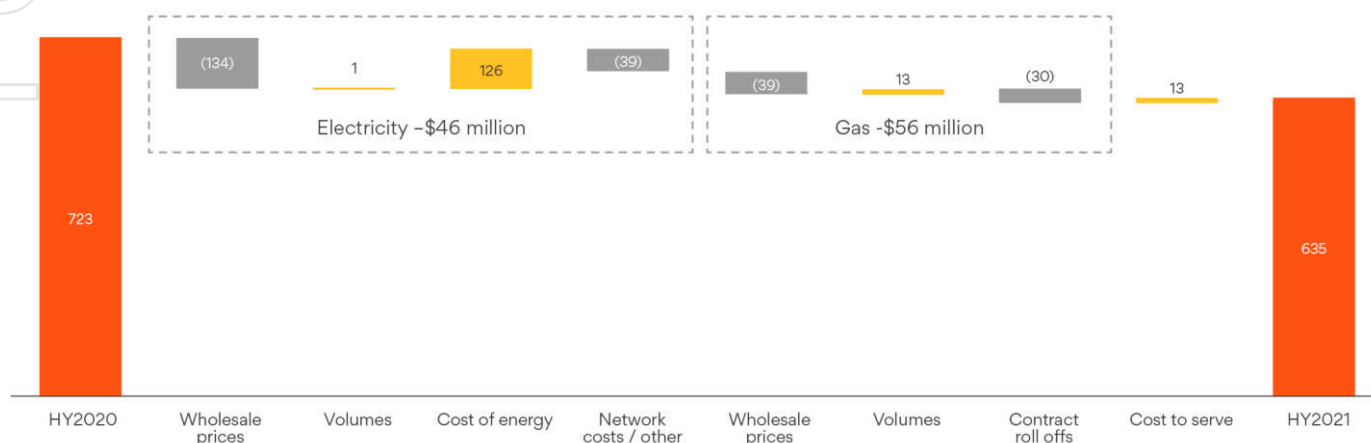 (134)
1
126
(39)
Electricity –$46 million
(39)
13
(30)
Gas -$56 million
13
723
635
HY2020
Wholesale
prices
Volumes
Cost of energy
Network
costs / other
Wholesale
prices
Volumes
Contract
roll offs
Cost to serve
HY2021